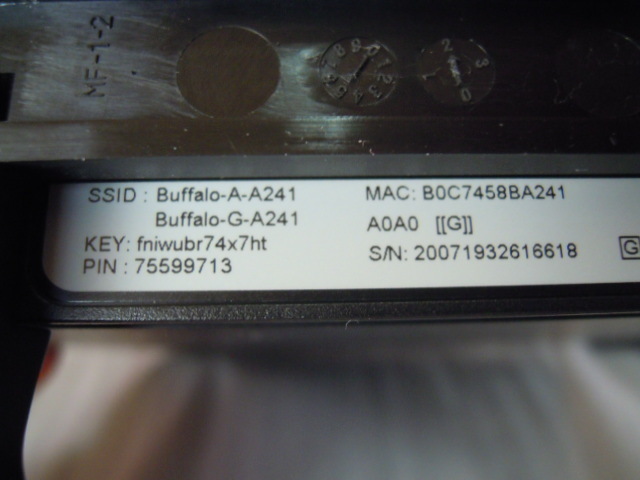 MF-1-2
SSID : Buffalo-A-A241
Buffalo-G-A241
KEY: fniwubr74x7ht
PIN : 75599713
MAC: B0C7458BA241
A0A0 [[G]]
S/N: 20071932616618
G